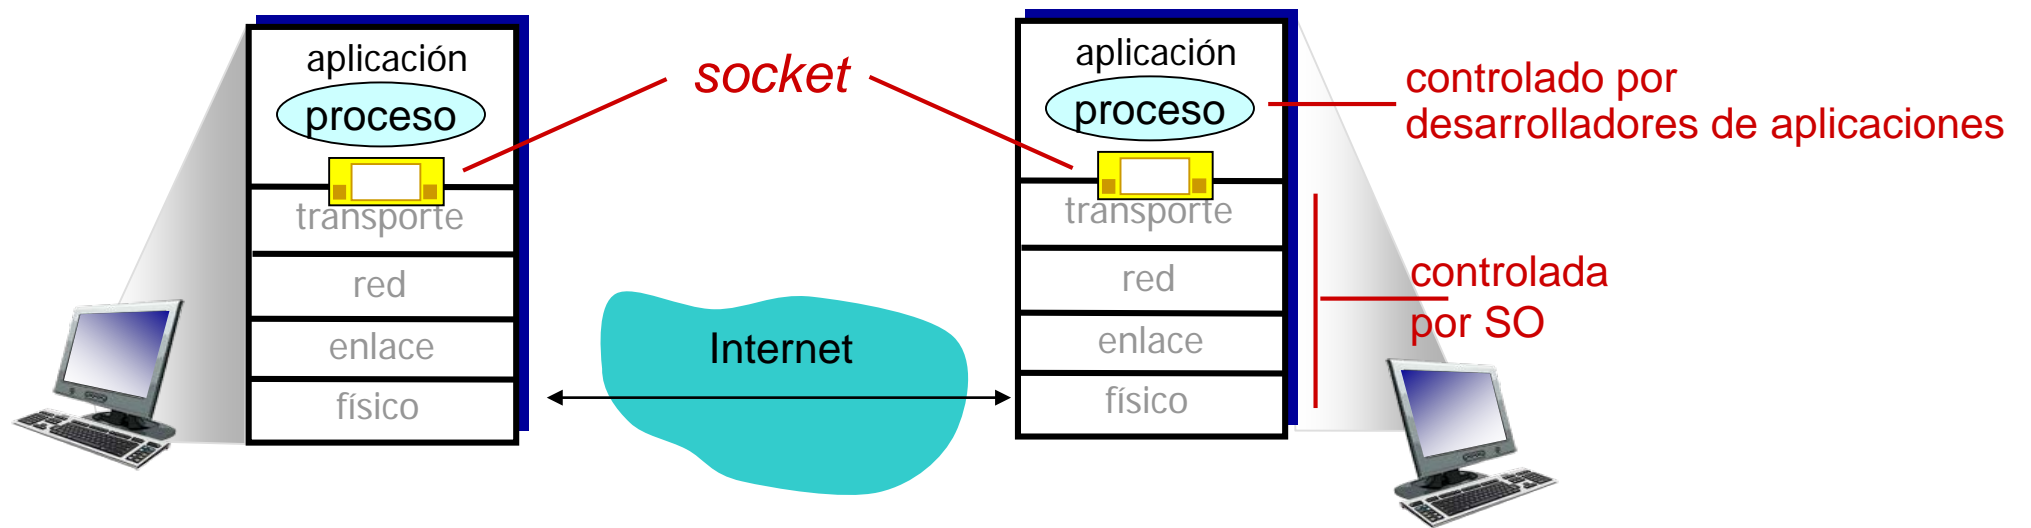 aplicación
proceso
transporte
red
enlace
físico
socket
Internet
aplicación
proceso
transporte
red
enlace
físico
controlado por
desarrolladores de aplicaciones
controlada
por SO